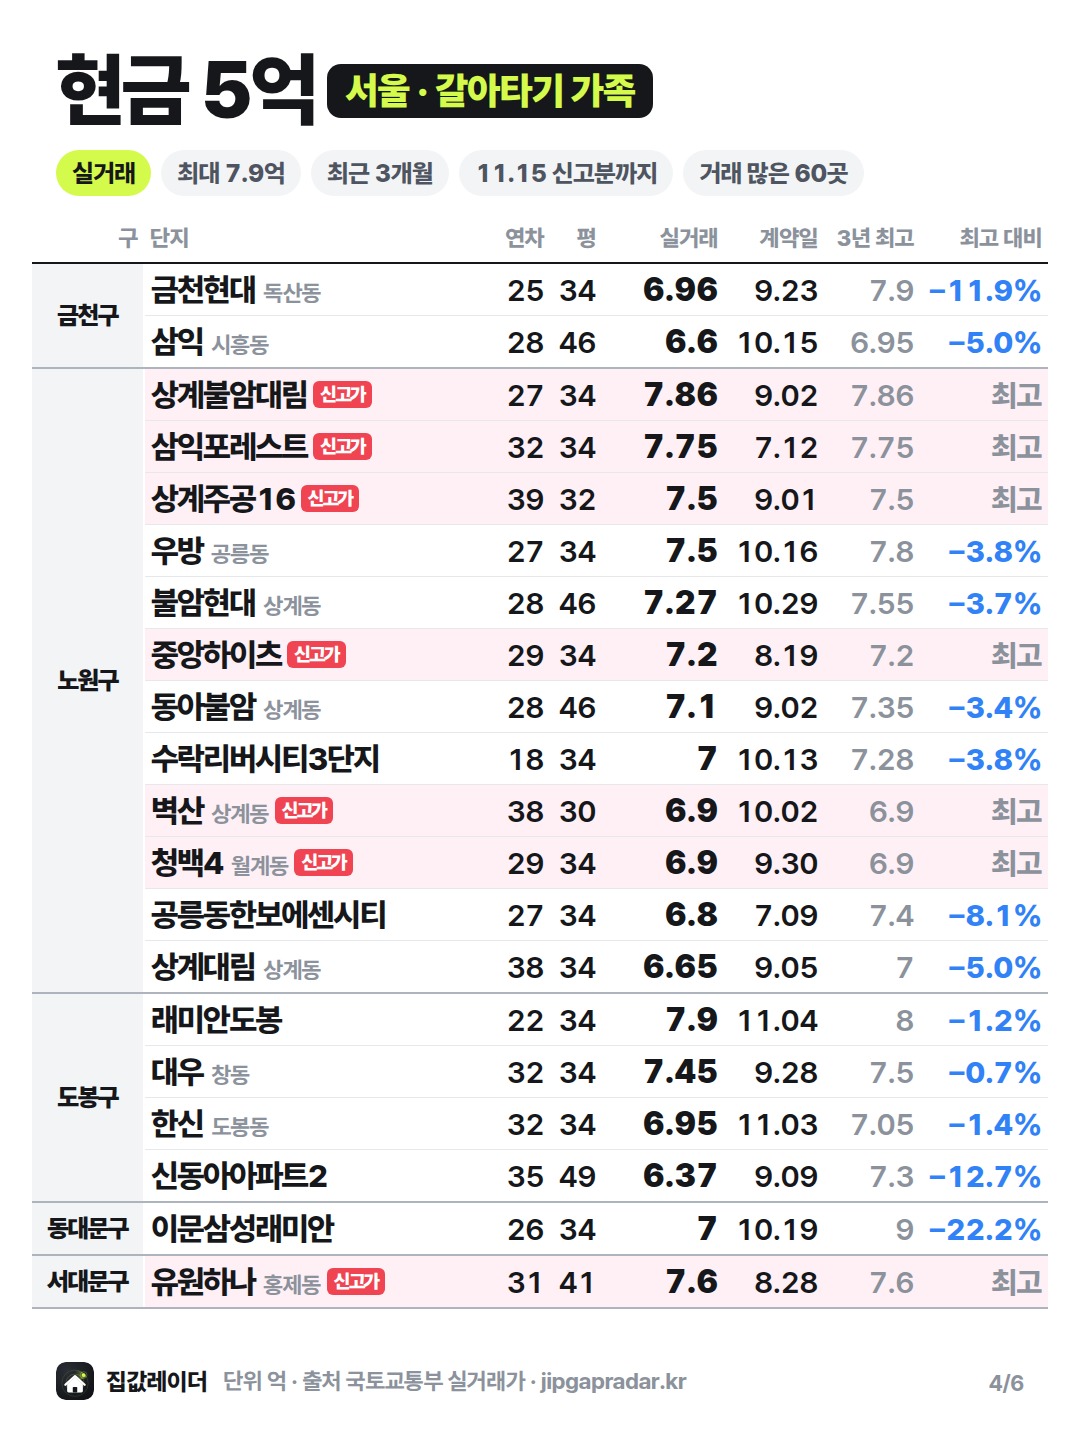 현금 5억 서울 · 갈아타기 가족
실거래 최대 7.9억 최근 3개월 11.15 신고분까지 거래 많은 60곳
구 단지 연차 평 실거래 계약일 3년 최고 최고 대비
금천구
금천현대 독산동 25 34 6.96 9.23 7.9 −11.9%
삼익 시흥동 28 46 6.6 10.15 6.95 −5.0%
노원구
상계불암대림 신고가 27 34 7.86 9.02 7.86 최고
삼익포레스트 신고가 32 34 7.75 7.12 7.75 최고
상계주공16 신고가 39 32 7.5 9.01 7.5 최고
우방 공릉동 27 34 7.5 10.16 7.8 −3.8%
불암현대 상계동 28 46 7.27 10.29 7.55 −3.7%
중앙하이츠 신고가 29 34 7.2 8.19 7.2 최고
동아불암 상계동 28 46 7.1 9.02 7.35 −3.4%
수락리버시티3단지 18 34 7 10.13 7.28 −3.8%
벽산 상계동 신고가 38 30 6.9 10.02 6.9 최고
청백4 월계동 신고가 29 34 6.9 9.30 6.9 최고
공릉동한보에센시티 27 34 6.8 7.09 7.4 −8.1%
상계대림 상계동 38 34 6.65 9.05 7 −5.0%
도봉구
래미안도봉 22 34 7.9 11.04 8 −1.2%
대우 창동 32 34 7.45 9.28 7.5 −0.7%
한신 도봉동 32 34 6.95 11.03 7.05 −1.4%
신동아아파트2 35 49 6.37 9.09 7.3 −12.7%
동대문구 이문삼성래미안 26 34 7 10.19 9 −22.2%
서대문구 유원하나 홍제동 신고가 31 41 7.6 8.28 7.6 최고
집값레이더 단위 억 · 출처 국토교통부 실거래가 · jipgapradar.kr 4/6